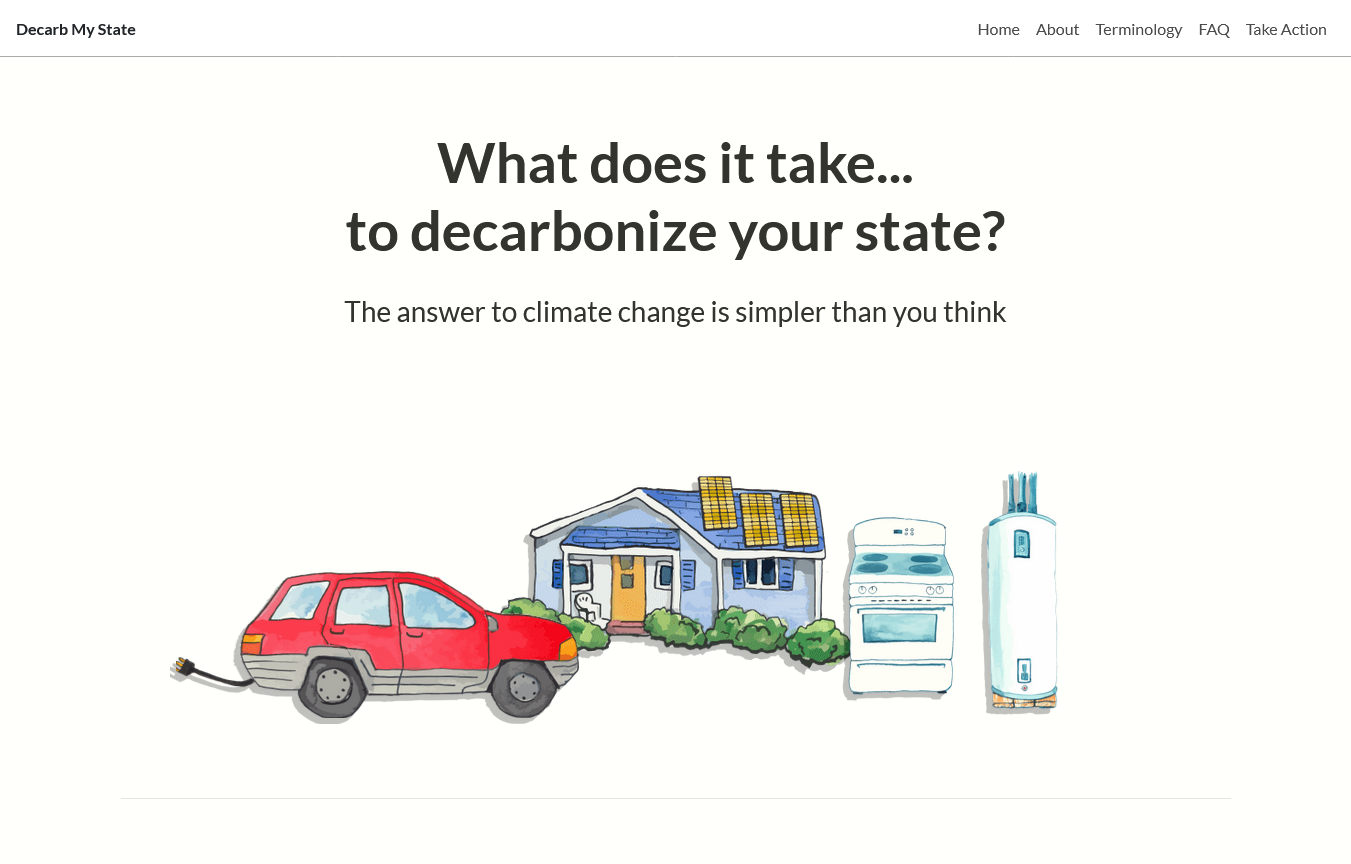 Decarb My State
Home
About
Terminology
FAQ
Take Action
What does it take...
to decarbonize your state?
The answer to climate change is simpler than you think